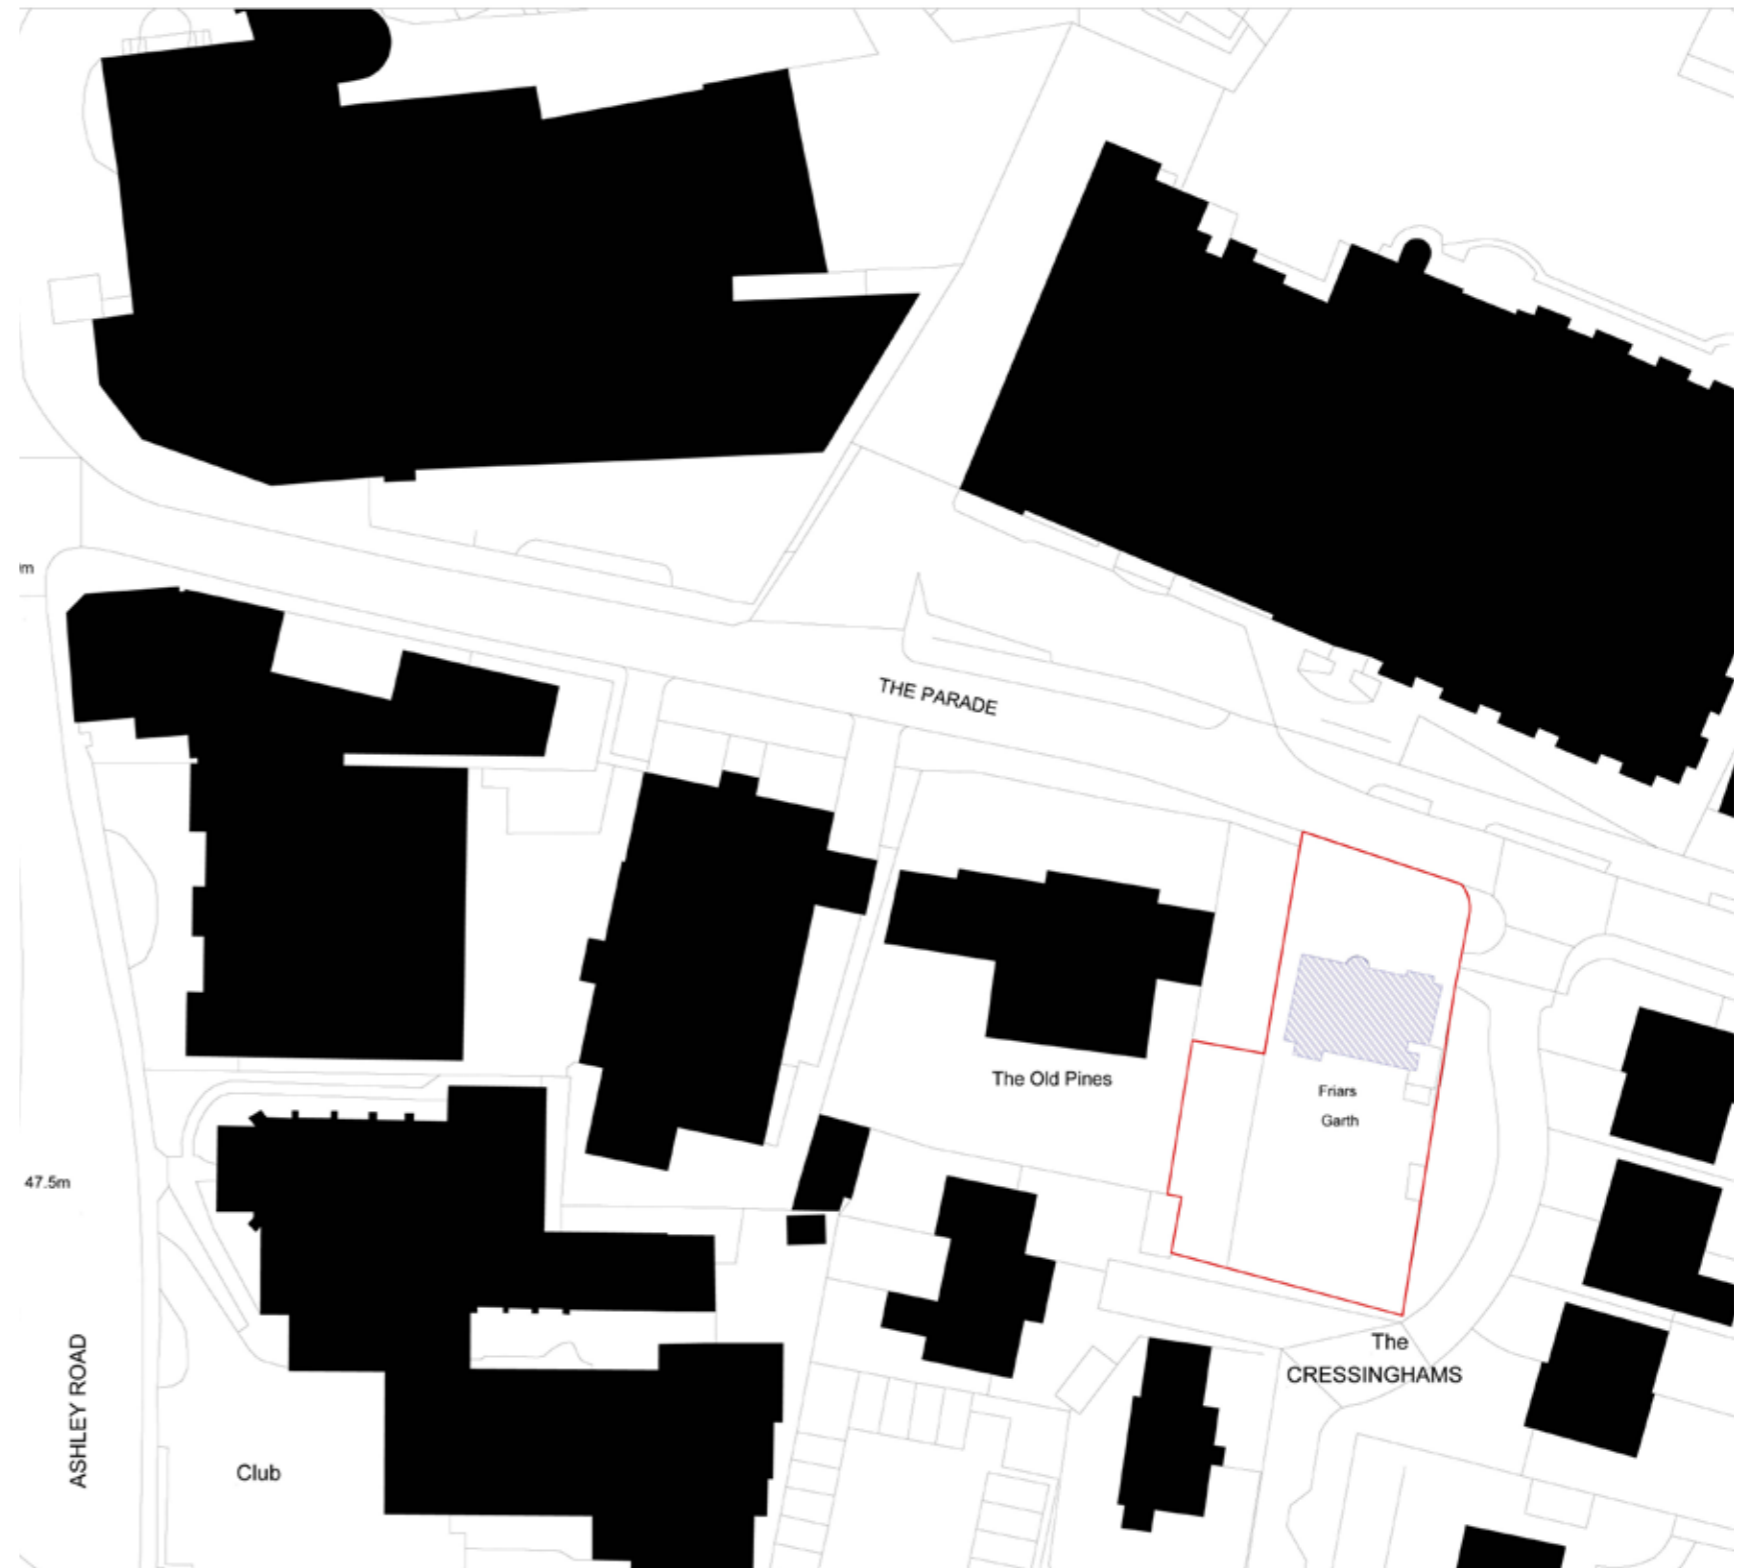 m
THE PARADE
The Old Pines
Friars
Garth
47.5m
The
CRESSINGHAMS
ASHLEY ROAD
Club